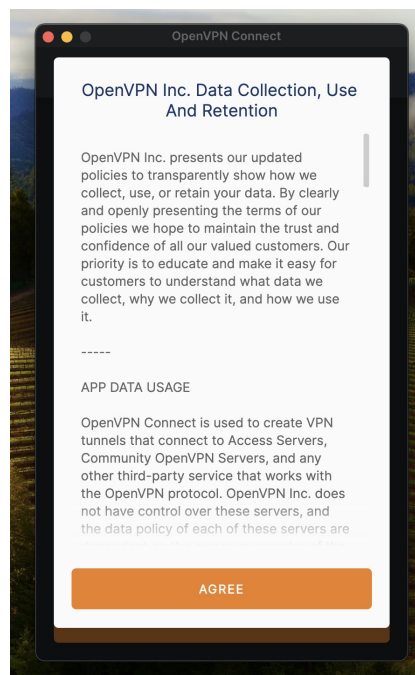 OpenVPN Connect
OpenVPN Inc. Data Collection, Use
And Retention
OpenVPN Inc. presents our updated
policies to transparently show how we
collect, use, or retain your data. By clearly
and openly presenting the terms of our
policies we hope to maintain the trust and
confidence of all our valued customers. Our
priority is to educate and make it easy for
customers to understand what data we
collect, why we collect it, and how we use
it.
-----
APP DATA USAGE
OpenVPN Connect is used to create VPN
tunnels that connect to Access Servers,
Community OpenVPN Servers, and any
other third-party service that works with
the OpenVPN protocol. OpenVPN Inc. does
not have control over these servers, and
the data policy of each of these servers are
AGREE